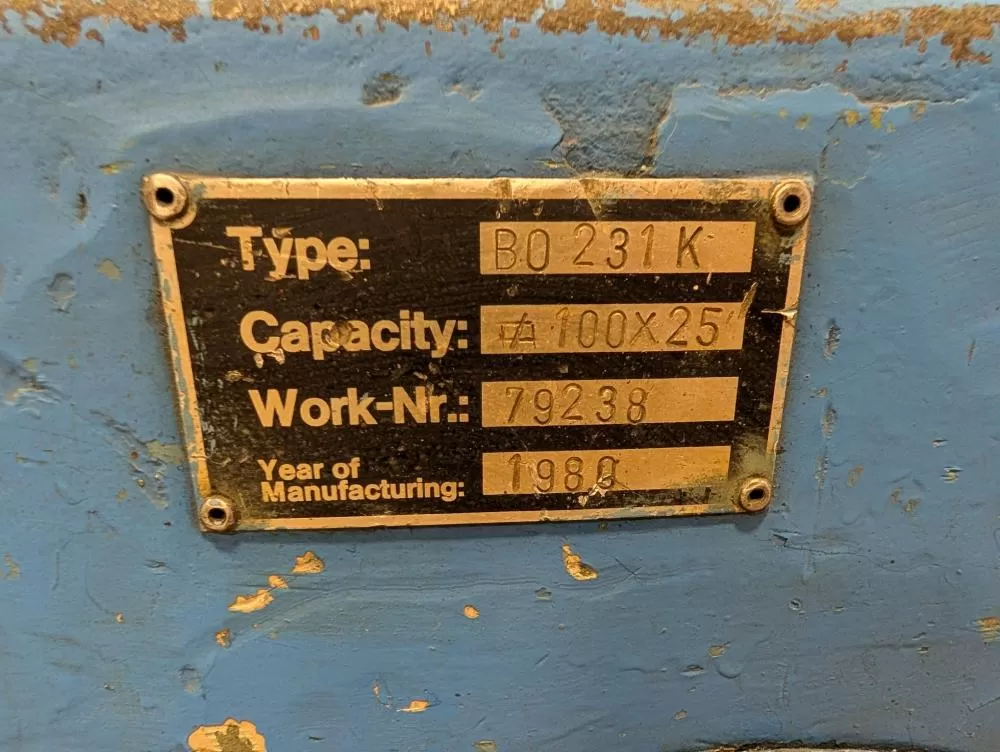 Type: BO 231 K
Capacity: 100X25
Work-Nr.: 79238
Year of
Manufacturing: 1980